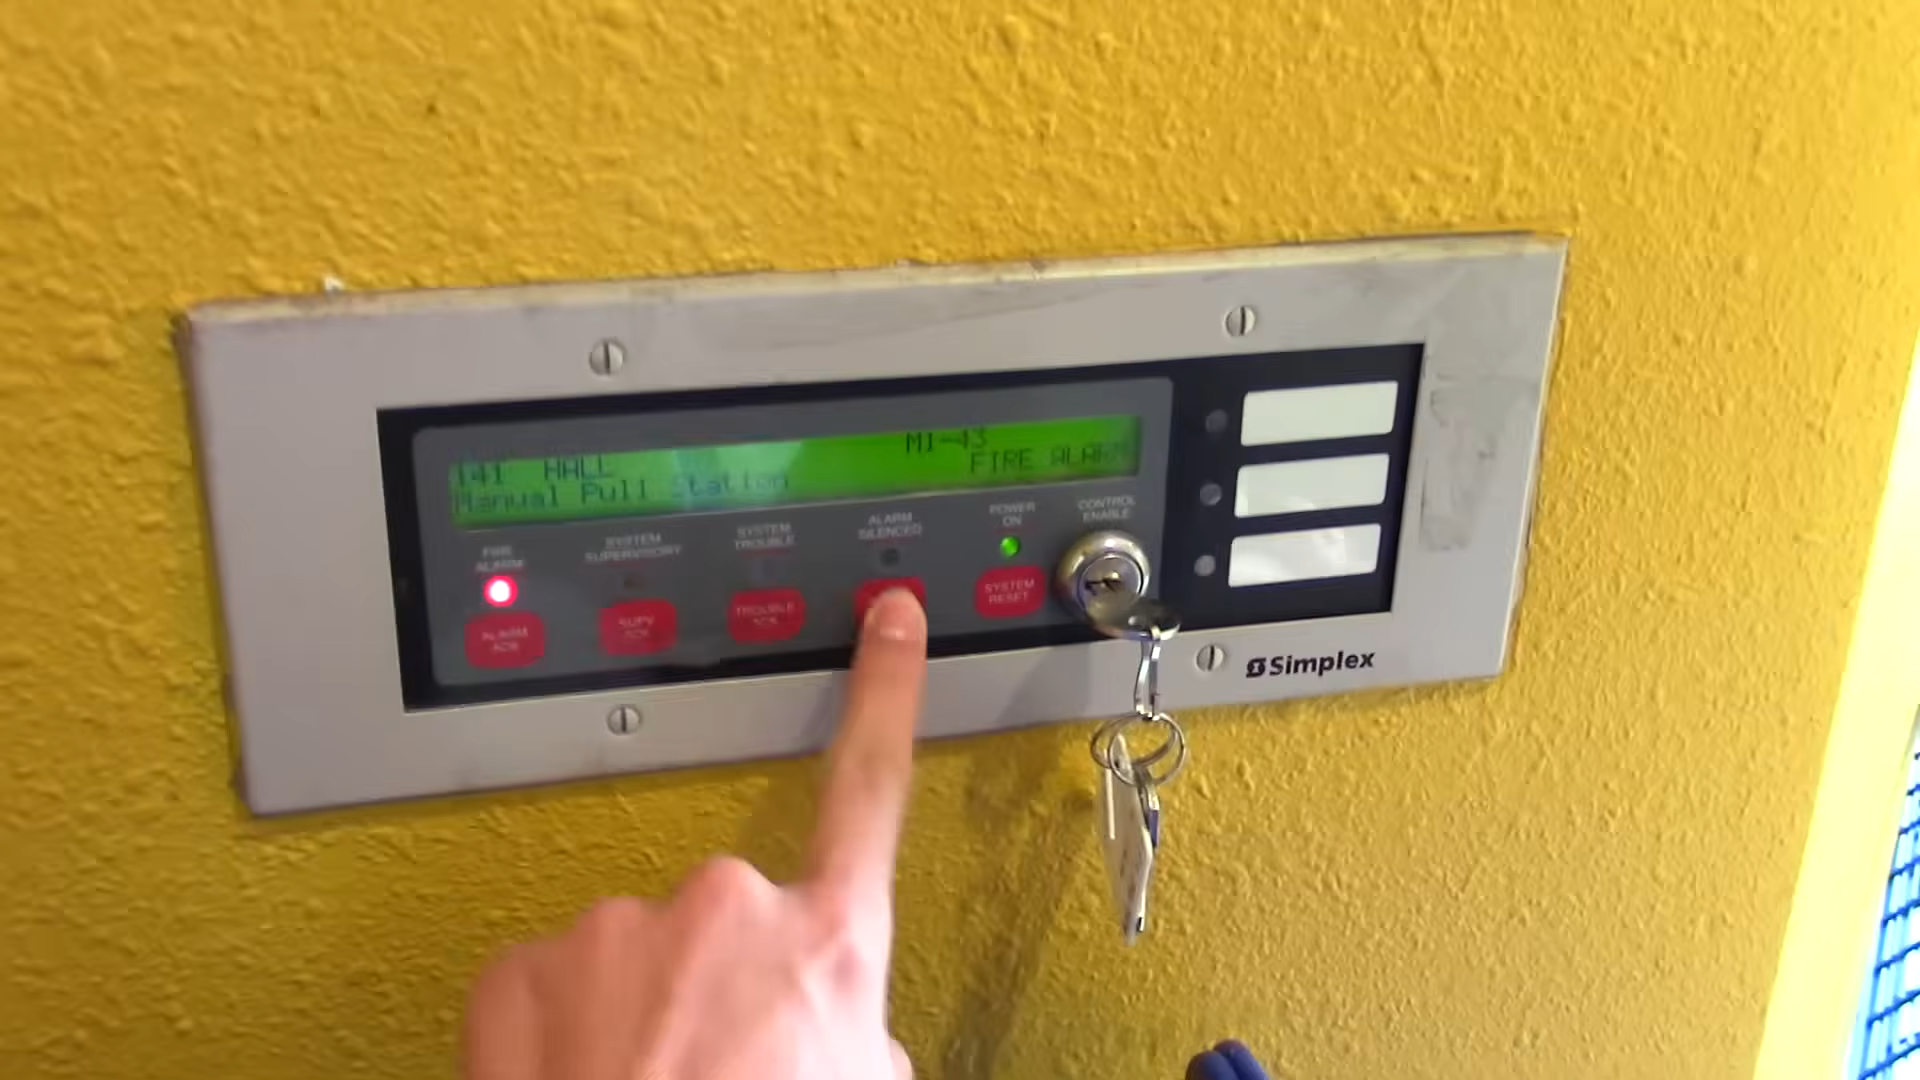 141 HALL M1-43
Manual Pull Station FIRE ALARM
FIRE ALARM
SYSTEM SUPERVISORY
SYSTEM TROUBLE
ALARM SILENCED
POWER ON
CONTROL ENABLE
ALARM ACK
SUPV ACK
TROUBLE ACK
SYSTEM RESET
Simplex